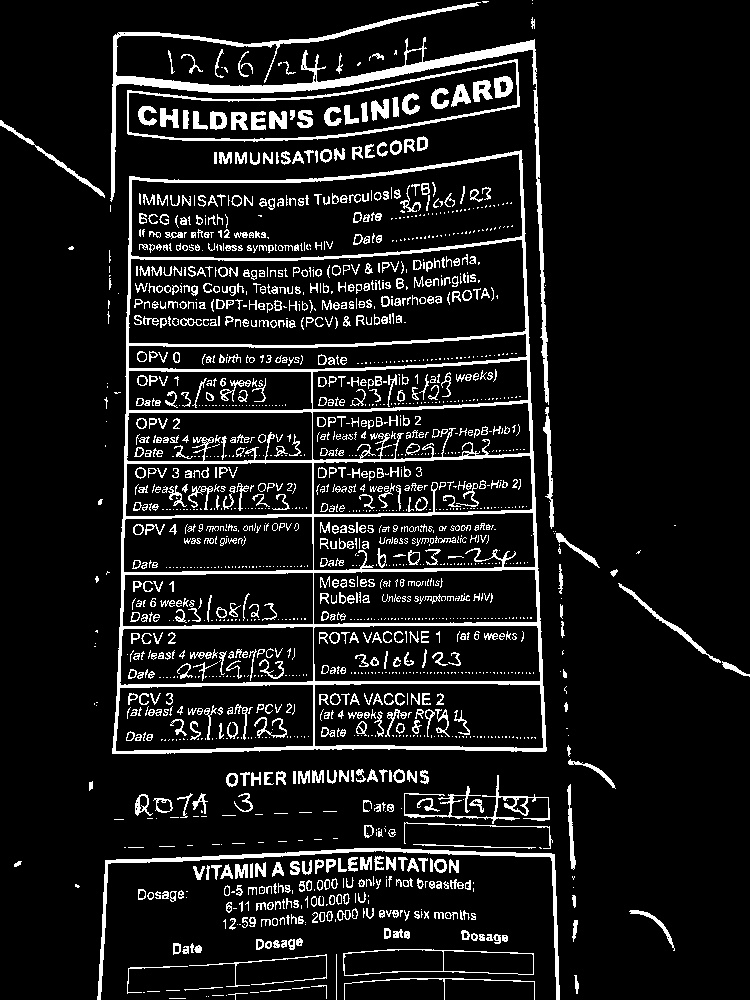 1266/24
CHILDREN'S CLINIC CARD
IMMUNISATION RECORD
IMMUNISATION against Tuberculosis (TB)
BCG (at birth) Date 30/06/23
If no scar after 12 weeks,
repeat dose. Unless symptomatic HIV Date
IMMUNISATION against Polio (OPV & IPV), Diphtheria,
Whooping Cough, Tetanus, Hib, Hepatitis B, Meningitis,
Pneumonia (DPT-HepB-Hib), Measles, Diarrhoea (ROTA),
Streptococcal Pneumonia (PCV) & Rubella.
OPV 0 (at birth to 13 days) Date
OPV 1 (at 6 weeks)
Date 23/08/23
DPT-HepB-Hib 1 (at 6 weeks)
Date 23/08/23
OPV 2
(at least 4 weeks after OPV 1)
Date 27/09/23
DPT-HepB-Hib 2
(at least 4 weeks after DPT-HepB-Hib1)
Date 27/09/23
OPV 3 and IPV
(at least 4 weeks after OPV 2)
Date 25/10/23
DPT-HepB-Hib 3
(at least 4 weeks after DPT-HepB-Hib 2)
Date 25/10/23
OPV 4 (at 9 months, only if OPV 0
was not given)
Date
Measles (at 9 months, or soon after.
Rubella Unless symptomatic HIV)
Date 26-03-24
PCV 1
(at 6 weeks)
Date 23/08/23
Measles (at 18 months)
Rubella Unless symptomatic HIV)
Date
PCV 2
(at least 4 weeks after PCV 1)
Date 27/9/23
ROTA VACCINE 1 (at 6 weeks )
Date 30/06/23
PCV 3
(at least 4 weeks after PCV 2)
Date 25/10/23
ROTA VACCINE 2
(at 4 weeks after ROTA 1)
Date 23/08/23
OTHER IMMUNISATIONS
ROTA 3 Date 27/9/23
Date
VITAMIN A SUPPLEMENTATION
Dosage: 0-5 months, 50,000 IU only if not breastfed;
6-11 months, 100,000 IU;
12-59 months, 200,000 IU every six months
Date Dosage Date Dosage